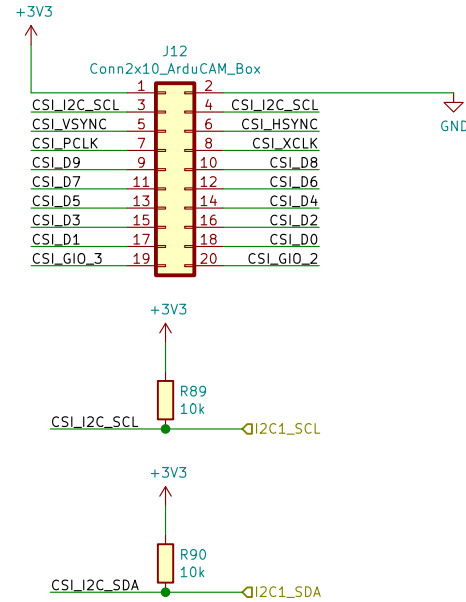 +3V3
J12
Conn2x10_ArduCAM_Box
1 2
CSI_I2C_SCL 3 4 CSI_I2C_SCL
CSI_VSYNC 5 6 CSI_HSYNC
CSI_PCLK 7 8 CSI_XCLK
CSI_D9 9 10 CSI_D8
CSI_D7 11 12 CSI_D6
CSI_D5 13 14 CSI_D4
CSI_D3 15 16 CSI_D2
CSI_D1 17 18 CSI_D0
CSI_GIO_3 19 20 CSI_GIO_2
GND
+3V3
R89
10k
CSI_I2C_SCL I2C1_SCL
+3V3
R90
10k
CSI_I2C_SDA I2C1_SDA